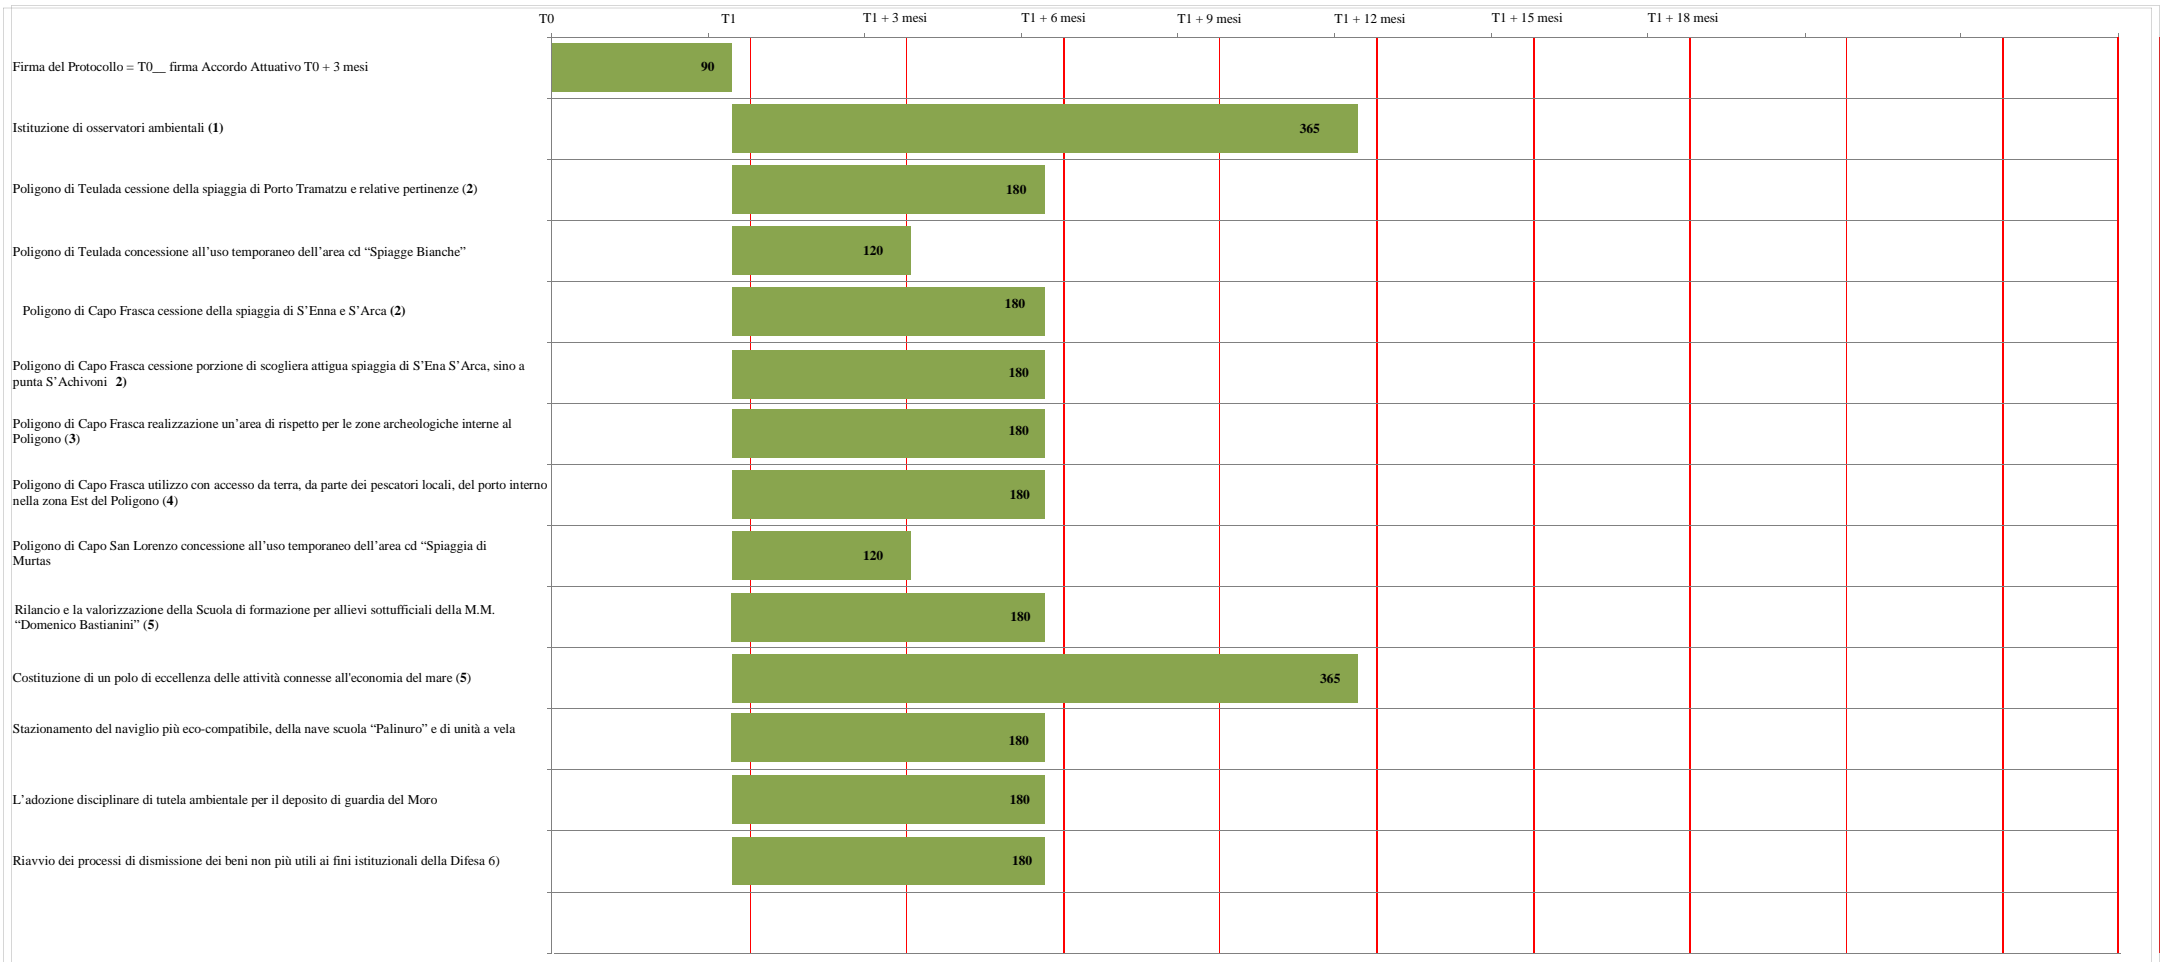 T0 T1 T1 + 3 mesi T1 + 6 mesi T1 + 9 mesi T1 + 12 mesi T1 + 15 mesi T1 + 18 mesi
Firma del Protocollo = T0__ firma Accordo Attuativo T0 + 3 mesi 90
Istituzione di osservatori ambientali (1) 365
Poligono di Teulada cessione della spiaggia di Porto Tramatzu e relative pertinenze (2) 180
Poligono di Teulada concessione all’uso temporaneo dell’area cd “Spiagge Bianche” 120
Poligono di Capo Frasca cessione della spiaggia di S’Enna e S’Arca (2) 180
Poligono di Capo Frasca cessione porzione di scogliera attigua spiaggia di S’Ena S’Arca, sino a
punta S’Achivoni 2) 180
Poligono di Capo Frasca realizzazione un’area di rispetto per le zone archeologiche interne al
Poligono (3) 180
Poligono di Capo Frasca utilizzo con accesso da terra, da parte dei pescatori locali, del porto interno
nella zona Est del Poligono (4) 180
Poligono di Capo San Lorenzo concessione all’uso temporaneo dell’area cd “Spiaggia di
Murtas 120
Rilancio e la valorizzazione della Scuola di formazione per allievi sottufficiali della M.M.
“Domenico Bastianini” (5) 180
Costituzione di un polo di eccellenza delle attività connesse all'economia del mare (5) 365
Stazionamento del naviglio più eco-compatibile, della nave scuola “Palinuro” e di unità a vela 180
L’adozione disciplinare di tutela ambientale per il deposito di guardia del Moro 180
Riavvio dei processi di dismissione dei beni non più utili ai fini istituzionali della Difesa 6) 180